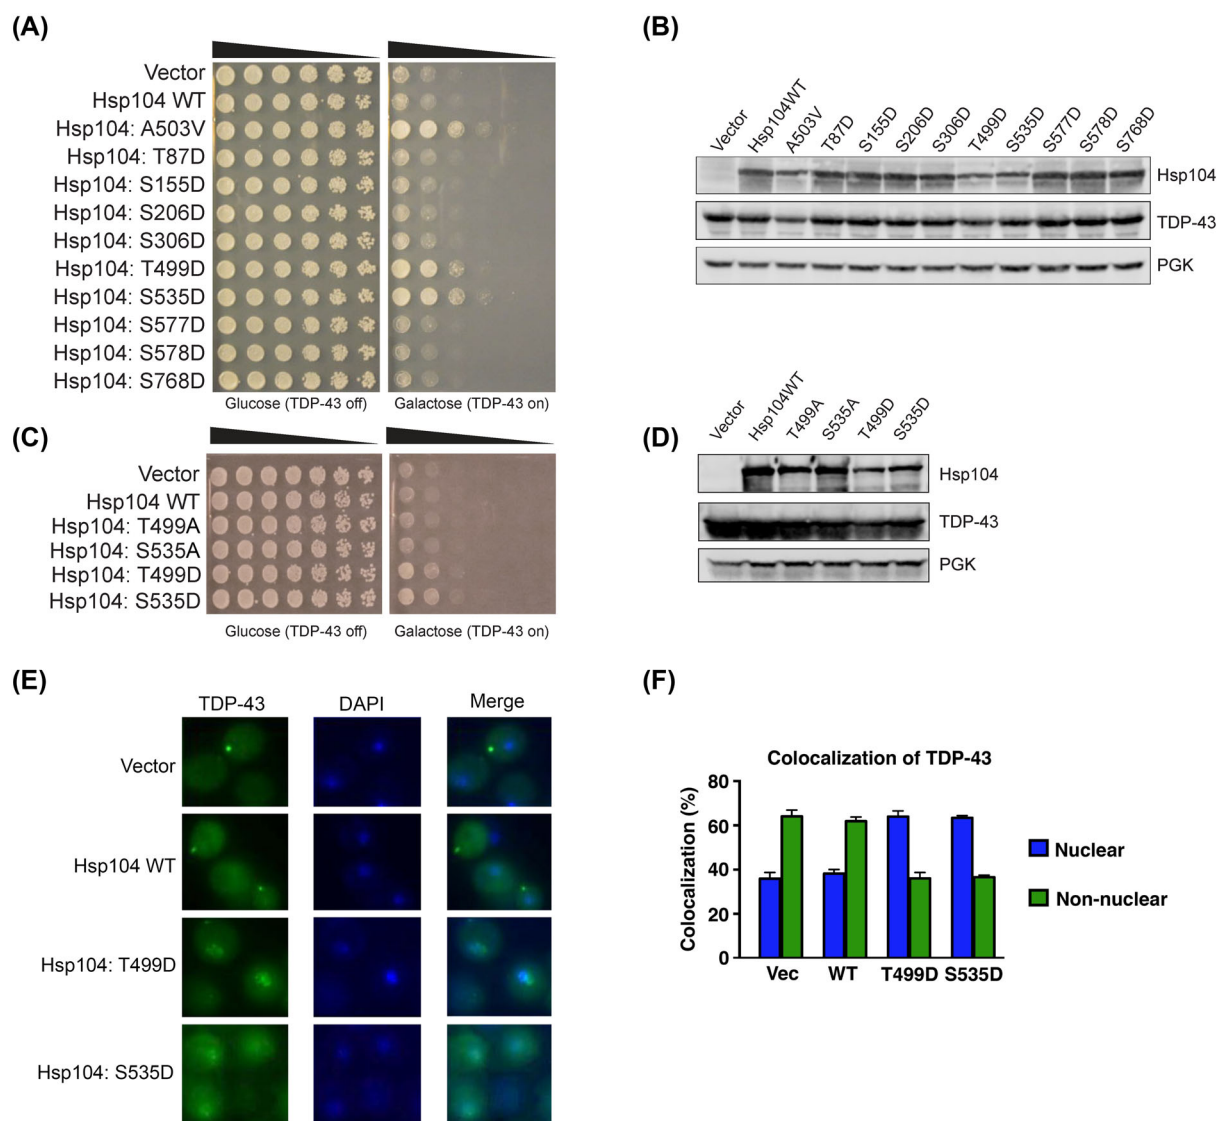 (A)
Vector
Hsp104 WT
Hsp104: A503V
Hsp104: T87D
Hsp104: S155D
Hsp104: S206D
Hsp104: S306D
Hsp104: T499D
Hsp104: S535D
Hsp104: S577D
Hsp104: S578D
Hsp104: S768D
Glucose (TDP-43 off)
Galactose (TDP-43 on)
(B)
Vector
Hsp104WT
A503V
T87D
S155D
S206D
S306D
T499D
S535D
S577D
S578D
S768D
Hsp104
TDP-43
PGK
(C)
Vector
Hsp104 WT
Hsp104: T499A
Hsp104: S535A
Hsp104: T499D
Hsp104: S535D
Glucose (TDP-43 off)
Galactose (TDP-43 on)
(D)
Vector
Hsp104WT
T499A
S535A
T499D
S535D
Hsp104
TDP-43
PGK
(E)
TDP-43
DAPI
Merge
Vector
Hsp104 WT
Hsp104: T499D
Hsp104: S535D
(F)
Colocalization of TDP-43
Colocalization (%)
80
60
40
20
0
Vec
WT
T499D
S535D
Nuclear
Non-nuclear